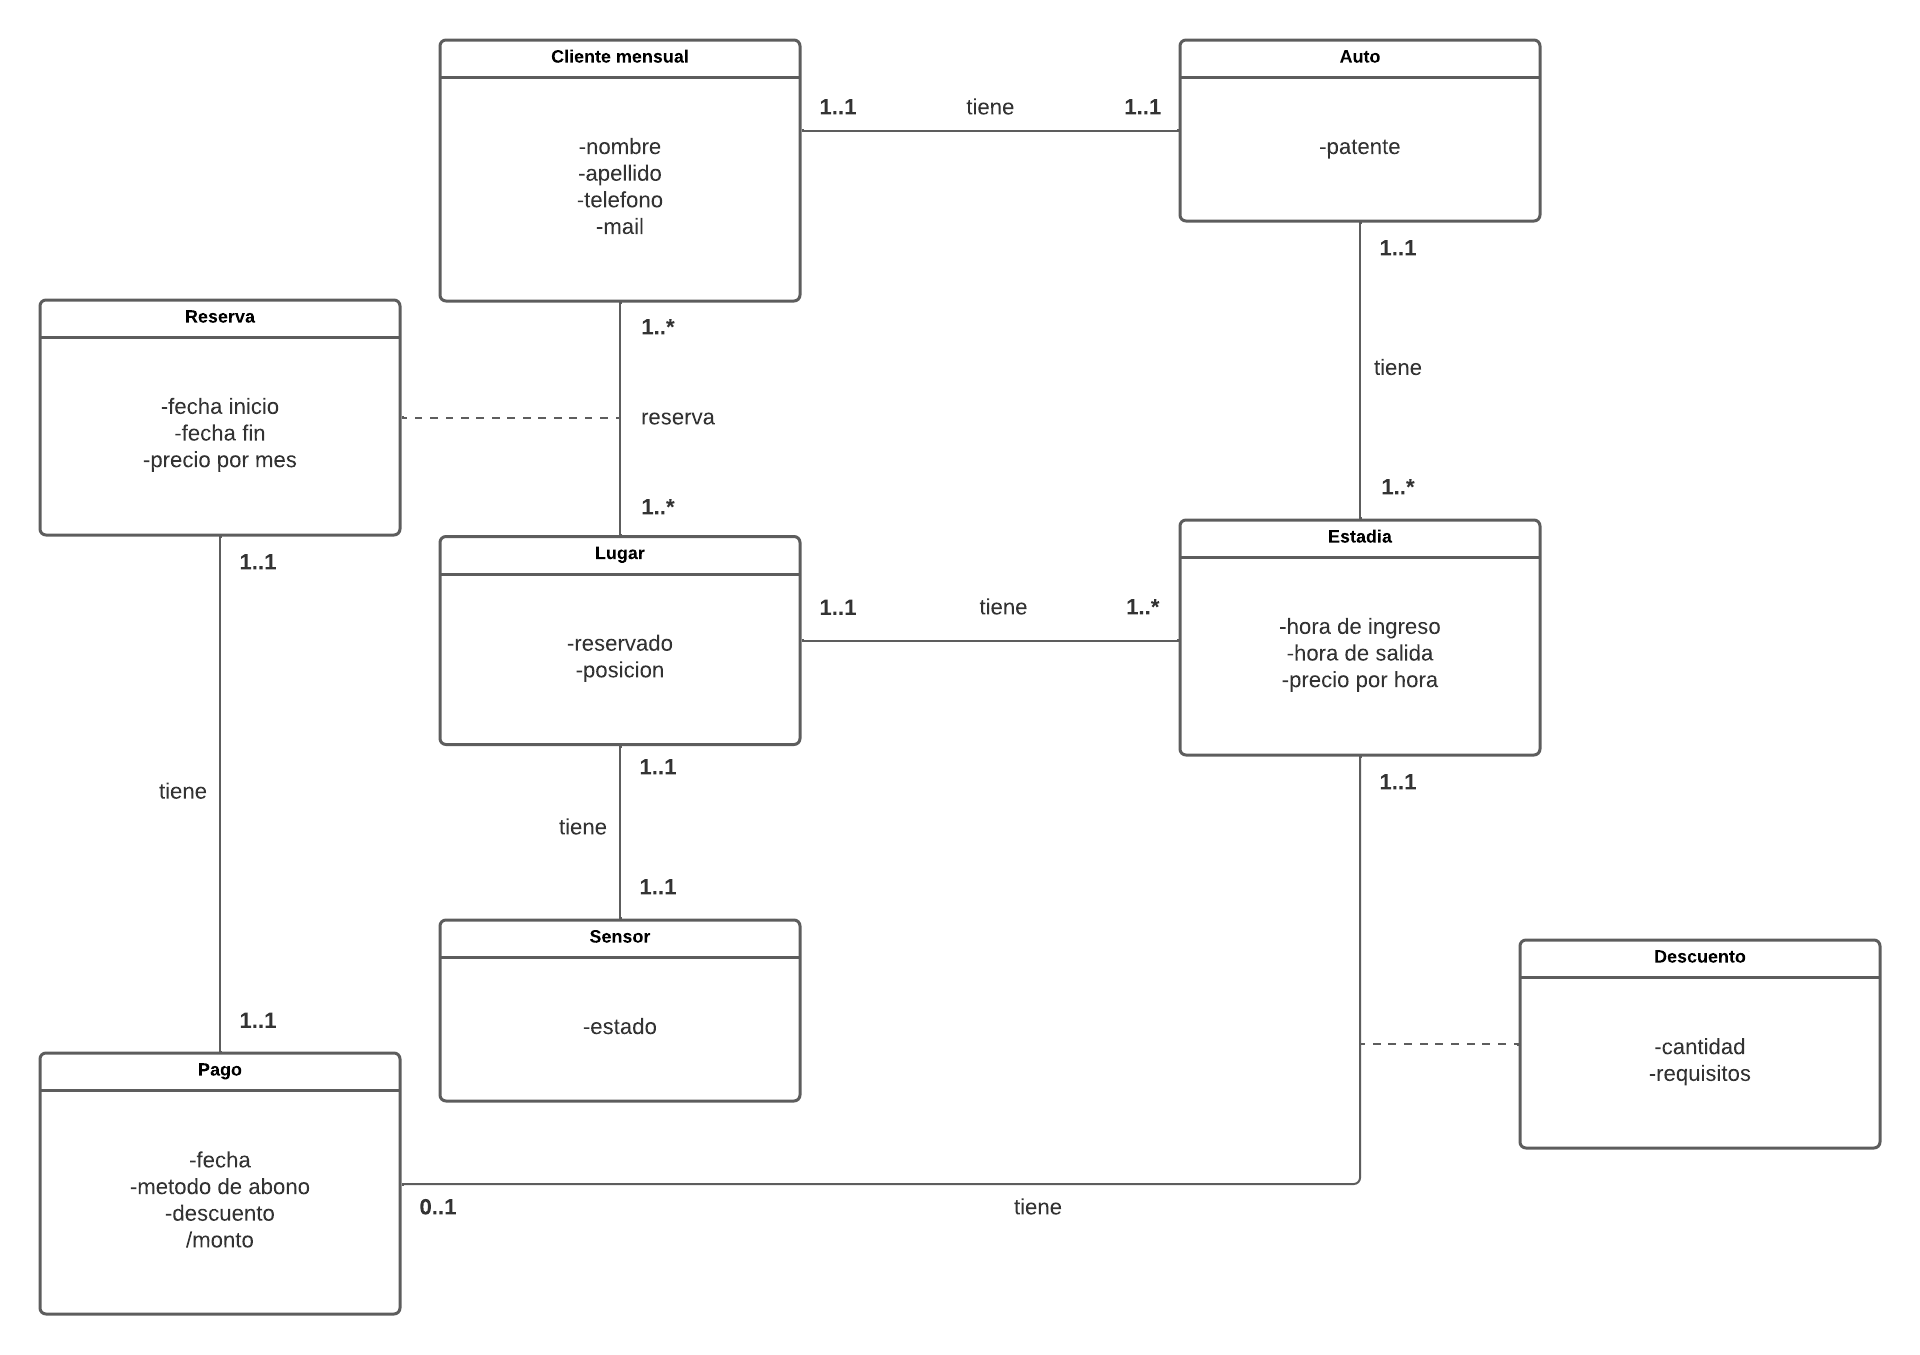 Cliente mensual
-nombre
-apellido
-telefono
-mail
1..1
tiene
1..1
Auto
-patente
1..1
tiene
1..*
Reserva
-fecha inicio
-fecha fin
-precio por mes
1..*
reserva
1..*
Lugar
-reservado
-posicion
1..1
tiene
1..*
Estadia
-hora de ingreso
-hora de salida
-precio por hora
1..1
tiene
1..1
1..1
tiene
1..1
Sensor
-estado
1..1
Descuento
-cantidad
-requisitos
Pago
-fecha
-metodo de abono
-descuento
/monto
0..1
tiene